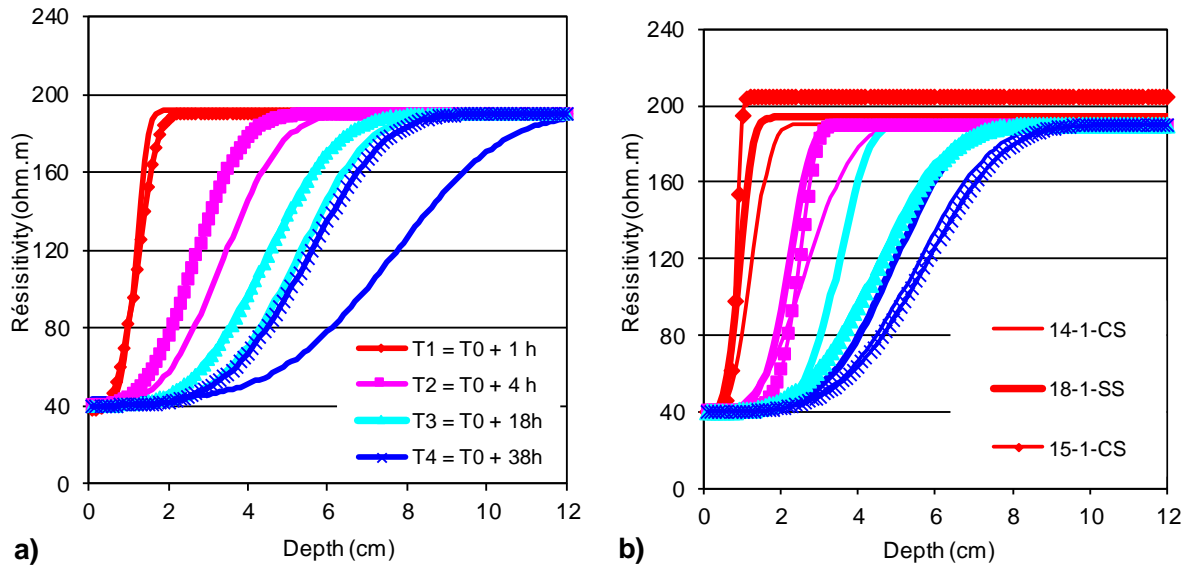 Résisitivity (ohm.m)
240
200
160
120
80
40
0
T1 = T0 + 1 h
T2 = T0 + 4 h
T3 = T0 + 18h
T4 = T0 + 38h
0 2 4 6 8 10 12
Depth (cm)
a)
Résisitivity (ohm.m)
240
200
160
120
80
40
0
14-1-CS
18-1-SS
15-1-CS
0 2 4 6 8 10 12
Depth (cm)
b)